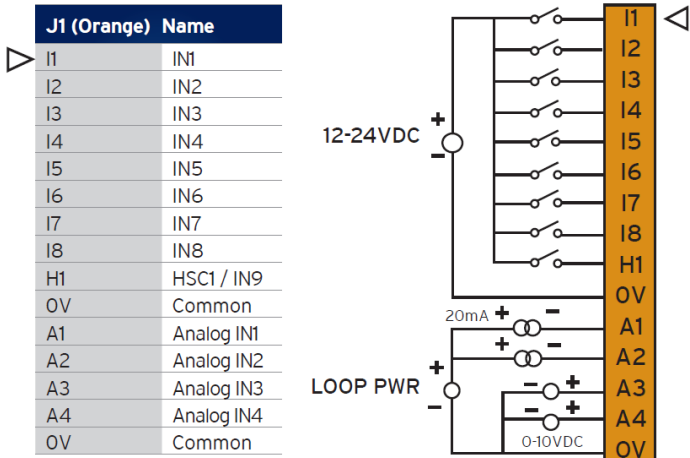 J1 (Orange) Name
I1 IN1
I2 IN2
I3 IN3
I4 IN4
I5 IN5
I6 IN6
I7 IN7
I8 IN8
H1 HSC1 / IN9
0V Common
A1 Analog IN1
A2 Analog IN2
A3 Analog IN3
A4 Analog IN4
0V Common
12-24VDC
+
−
20mA + −
+ −
LOOP PWR
+
−
− +
− +
0-10VDC
I1
I2
I3
I4
I5
I6
I7
I8
H1
0V
A1
A2
A3
A4
0V